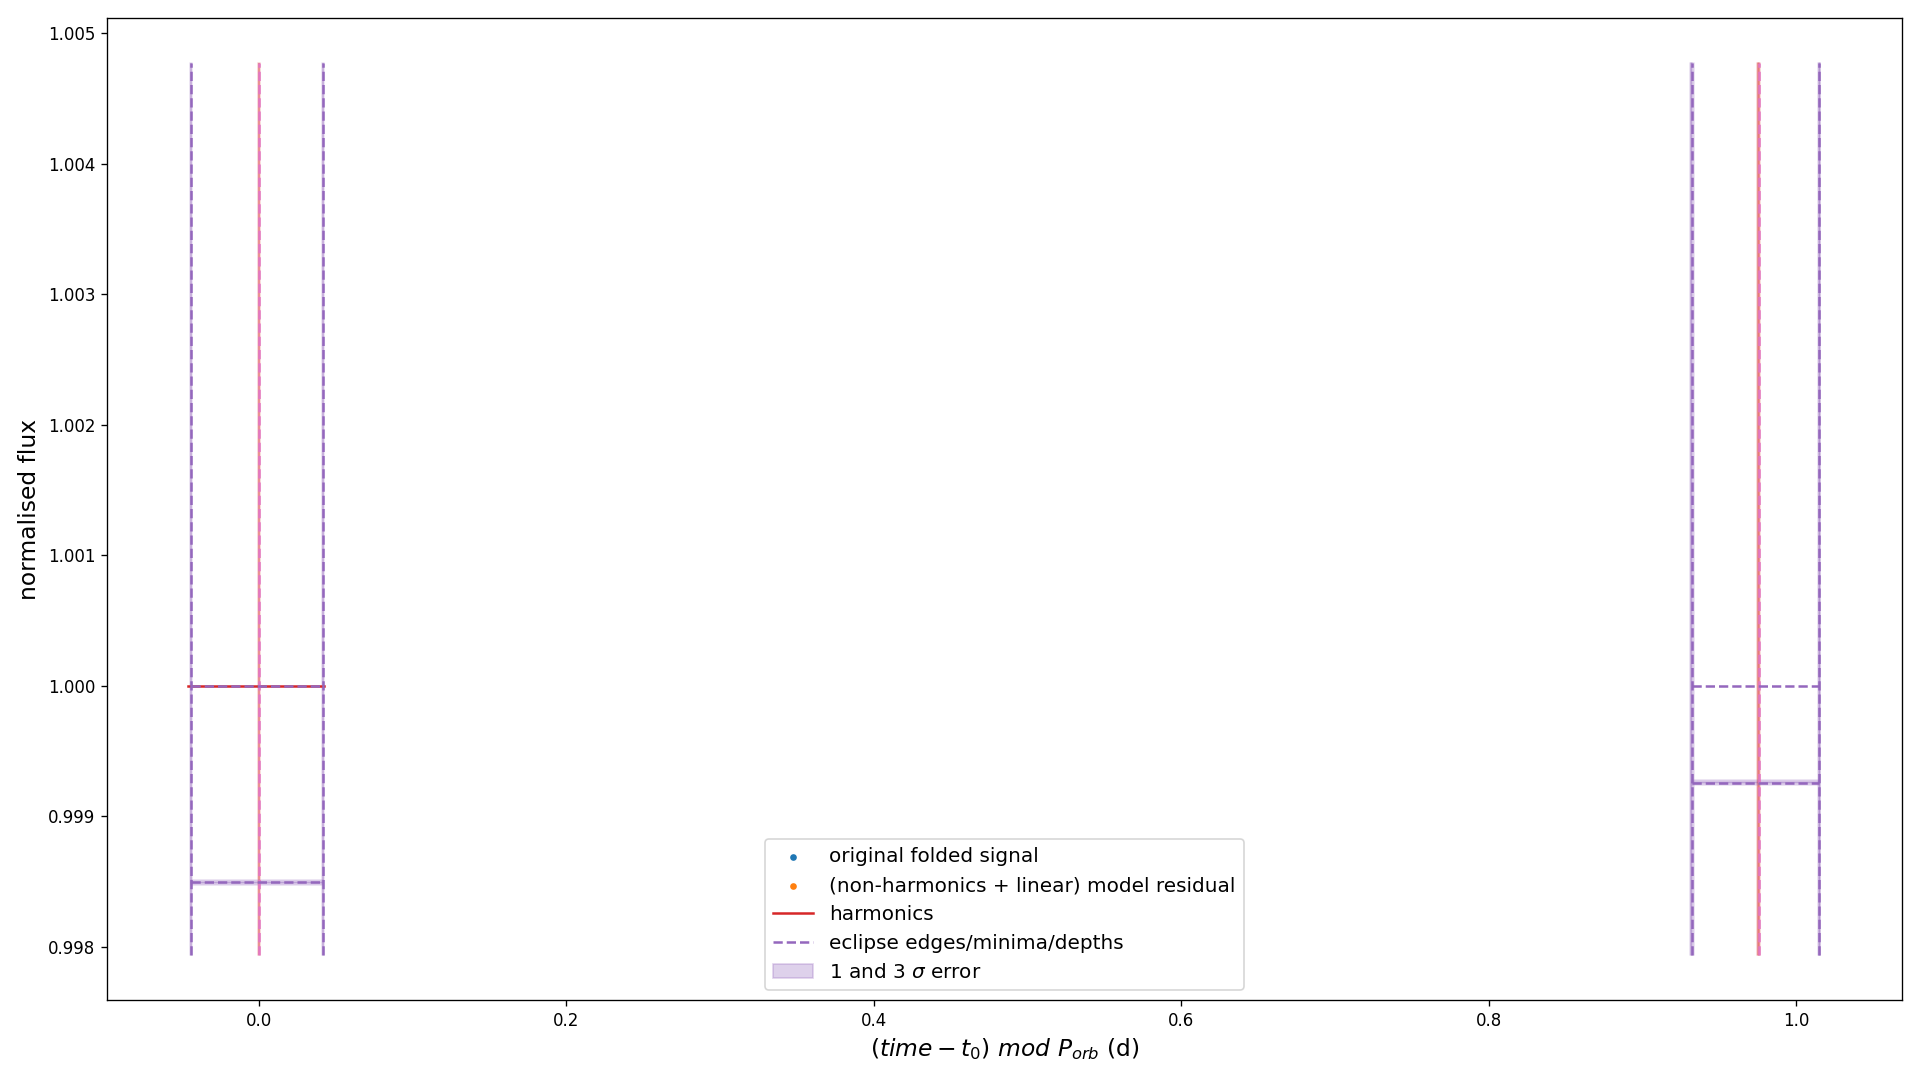 1.005
1.004
1.003
1.002
1.001
1.000
0.999
0.998
normalised flux
original folded signal
(non-harmonics + linear) model residual
harmonics
eclipse edges/minima/depths
1 and 3 σ error
0.0 0.2 0.4 0.6 0.8 1.0
(time − t₀) mod Pₒᵣb (d)